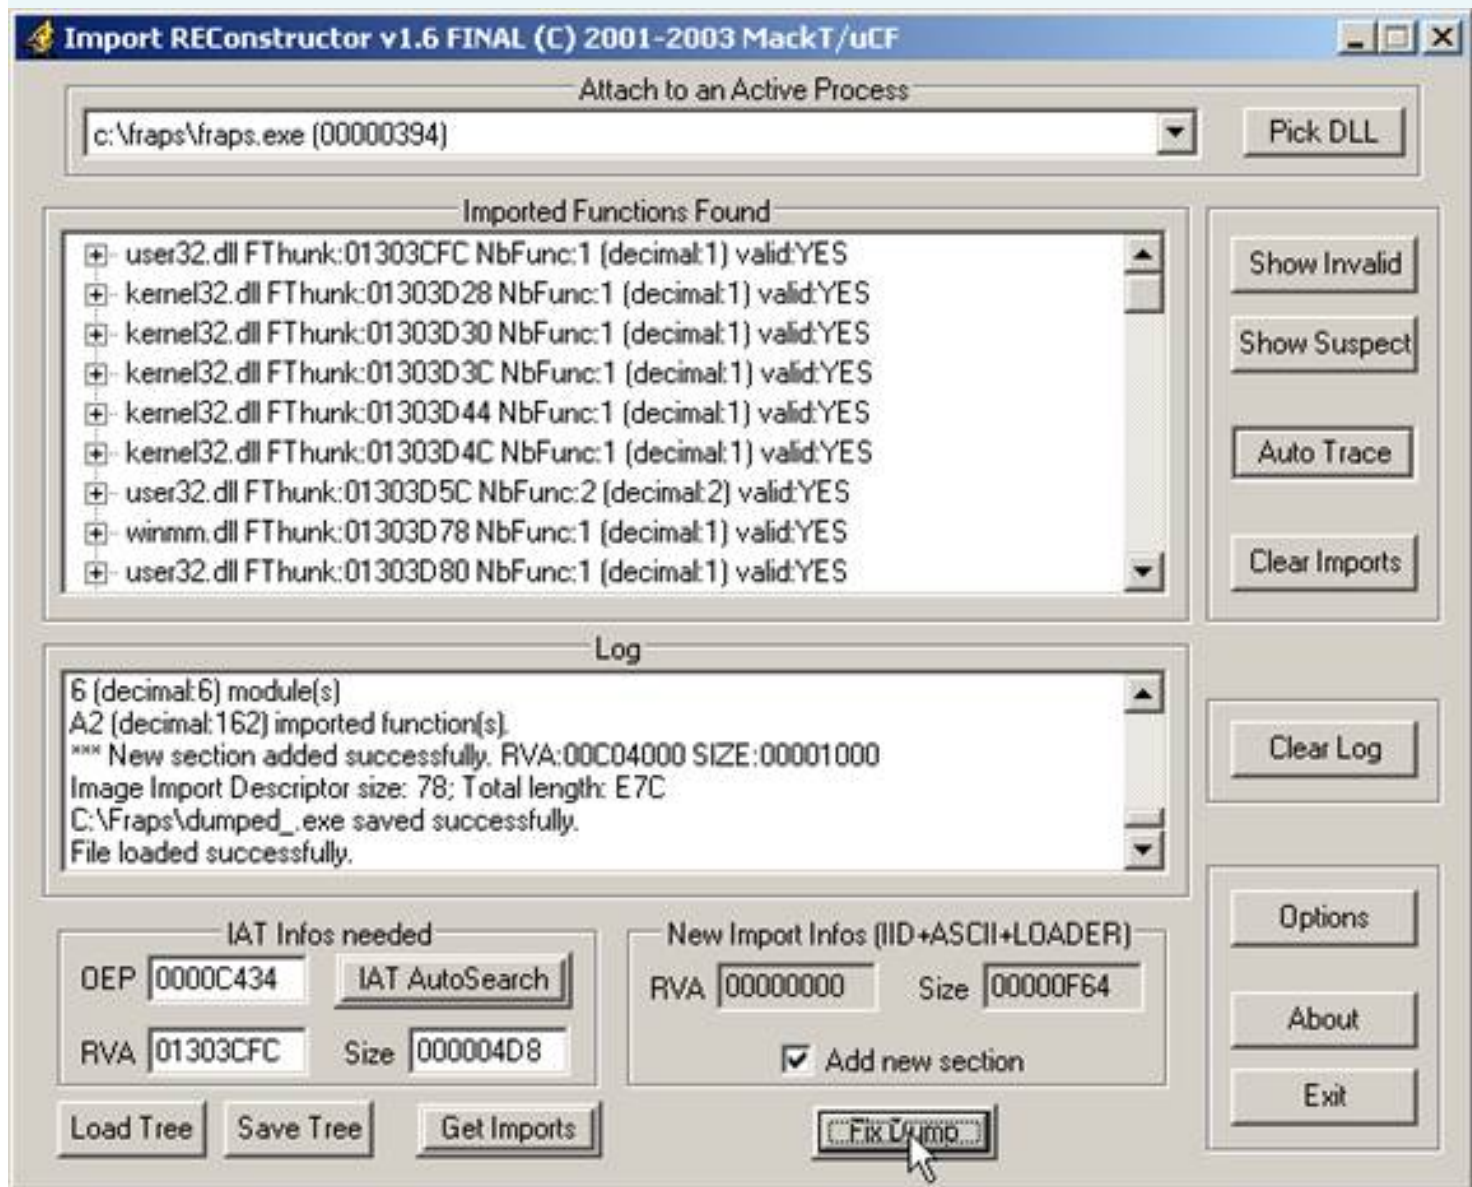 Import REConstructor v1.6 FINAL (C) 2001-2003 MackT/uCF
Attach to an Active Process
c:\fraps\fraps.exe (00000394)
Pick DLL
Imported Functions Found
user32.dll FThunk:01303CFC NbFunc:1 (decimal:1) valid:YES
kernel32.dll FThunk:01303D28 NbFunc:1 (decimal:1) valid:YES
kernel32.dll FThunk:01303D30 NbFunc:1 (decimal:1) valid:YES
kernel32.dll FThunk:01303D3C NbFunc:1 (decimal:1) valid:YES
kernel32.dll FThunk:01303D44 NbFunc:1 (decimal:1) valid:YES
kernel32.dll FThunk:01303D4C NbFunc:1 (decimal:1) valid:YES
user32.dll FThunk:01303D5C NbFunc:2 (decimal:2) valid:YES
winmm.dll FThunk:01303D78 NbFunc:1 (decimal:1) valid:YES
user32.dll FThunk:01303D80 NbFunc:1 (decimal:1) valid:YES
Show Invalid
Show Suspect
Auto Trace
Clear Imports
Log
6 (decimal:6) module(s)
A2 (decimal:162) imported function(s).
*** New section added successfully. RVA:00C04000 SIZE:00001000
Image Import Descriptor size: 78; Total length: E7C
C:\Fraps\dumped_.exe saved successfully.
File loaded successfully.
Clear Log
IAT Infos needed
OEP 0000C434 IAT AutoSearch
RVA 01303CFC Size 000004D8
New Import Infos (IID+ASCII+LOADER)
RVA 00000000 Size 00000F64
Add new section
Options
About
Exit
Load Tree Save Tree Get Imports Fix Dump